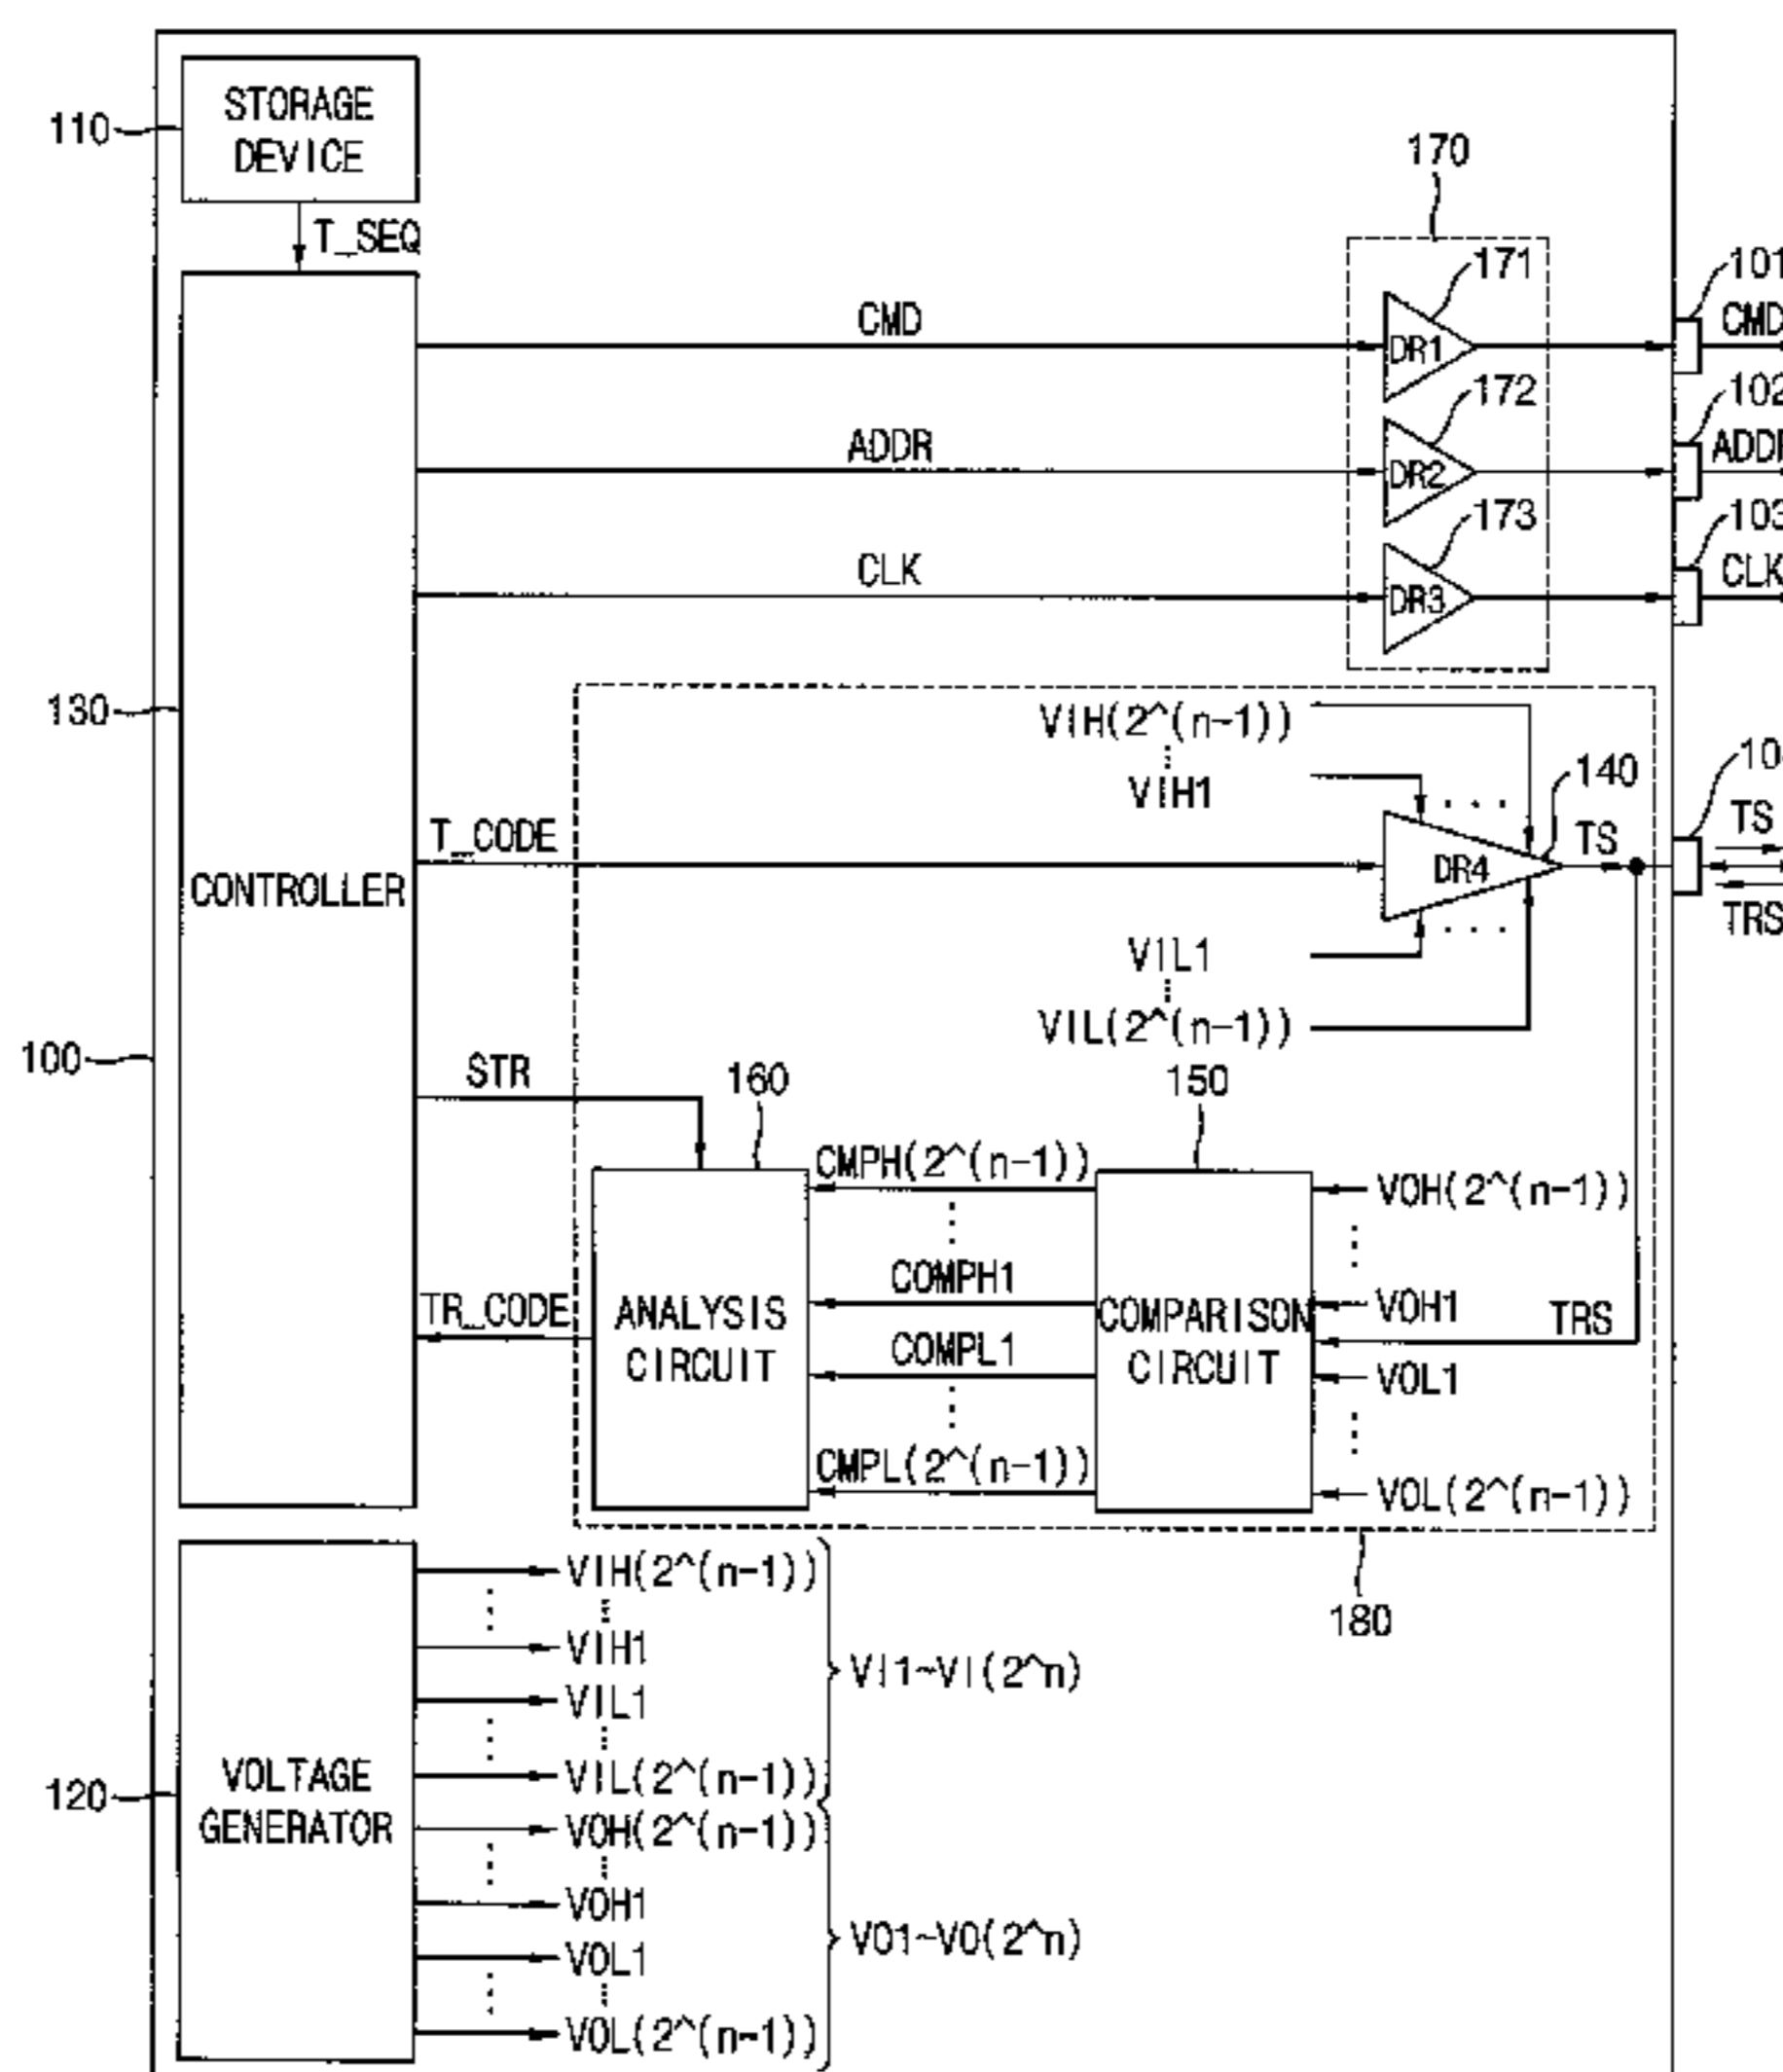 110
STORAGE
DEVICE
T_SEQ
170
171
101
CMD
DR1
CMD
172
102
ADDR
DR2
173
103
CLK
DR3
CLK
130
VIH(2^(n-1))
VIH1
140
T_CODE
DR4
TS
TS
TRS
CONTROLLER
VIL1
VIL(2^(n-1))
100
STR
160
150
CMPH(2^(n-1))
VOH(2^(n-1))
COMPH1
VOH1
TR_CODE
ANALYSIS
CIRCUIT
COMPARISON
CIRCUIT
TRS
COMPL1
VOL1
CMPL(2^(n-1))
VOL(2^(n-1))
180
120
VOLTAGE
GENERATOR
VIH(2^(n-1))
VIH1
VIL1
VIL(2^(n-1))
VI1~VI(2^n)
VOH(2^(n-1))
VOH1
VOL1
VOL(2^(n-1))
VO1~VO(2^n)